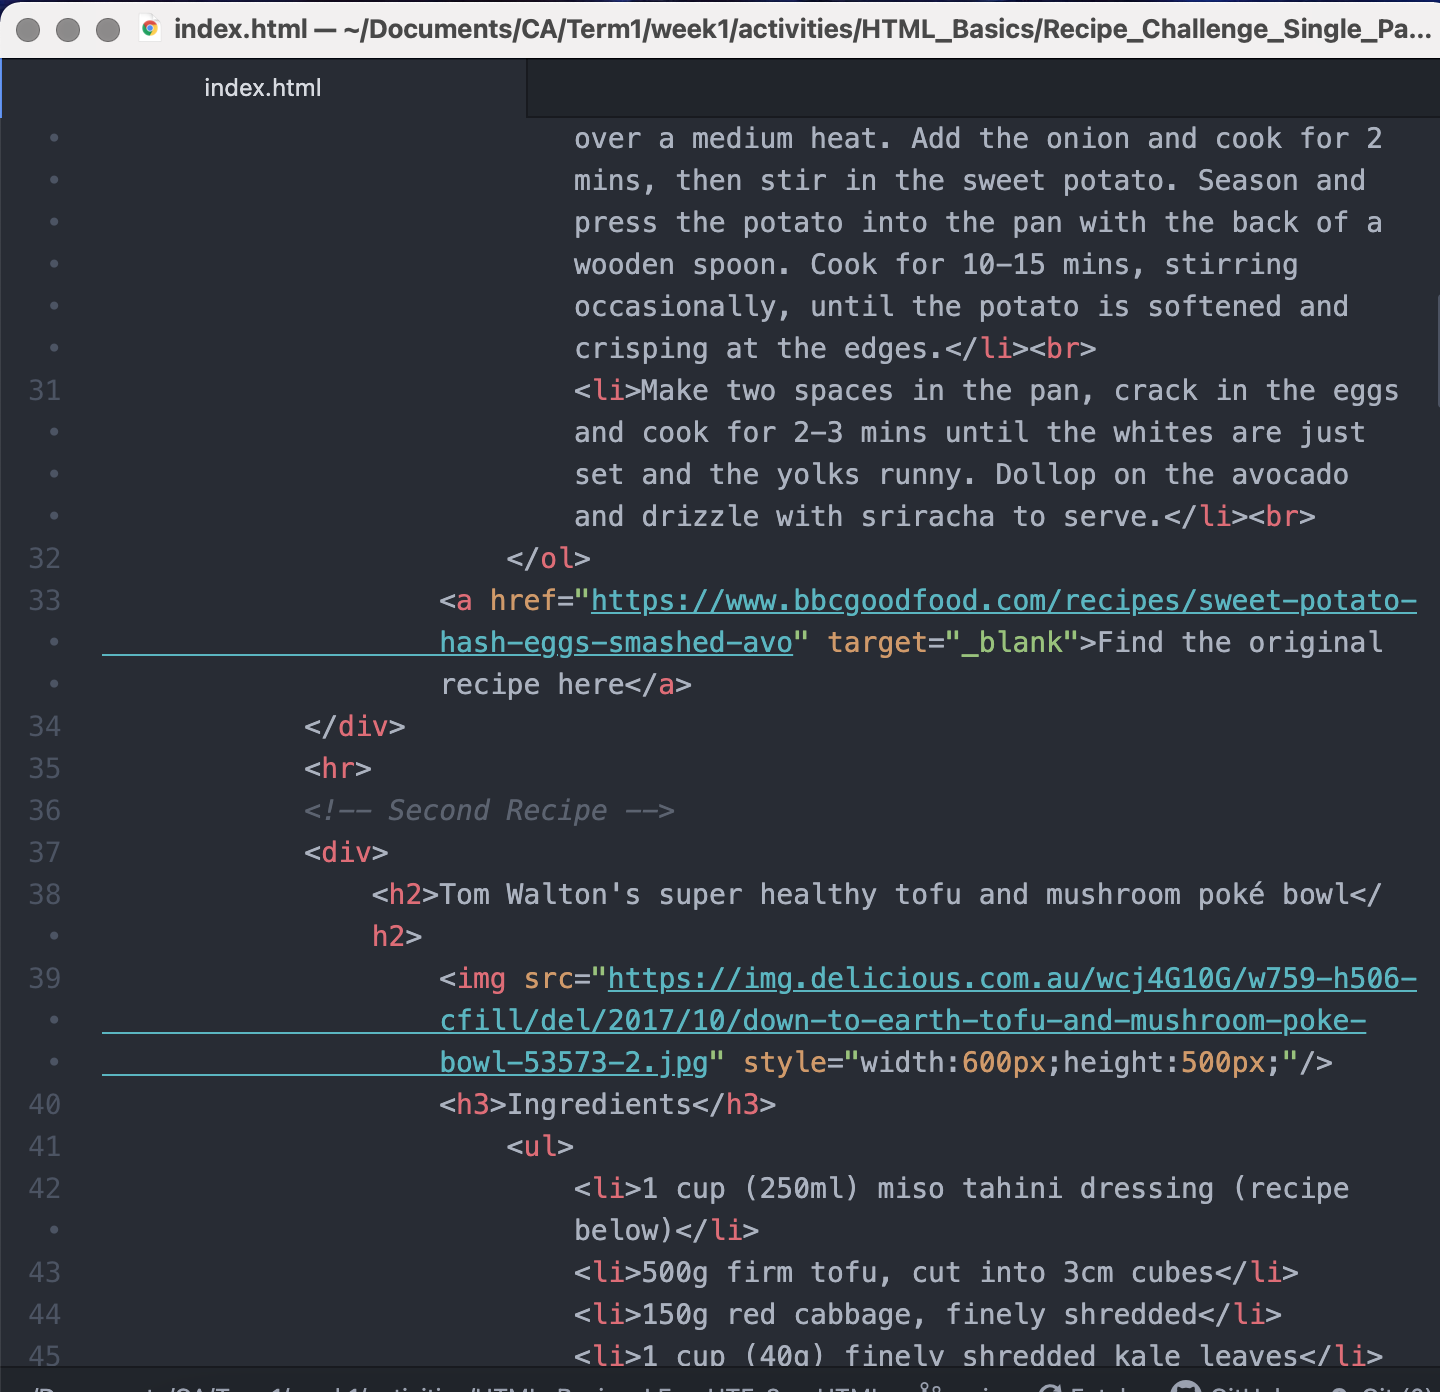 index.html — ~/Documents/CA/Term1/week1/activities/HTML_Basics/Recipe_Challenge_Single_Pa...
index.html
over a medium heat. Add the onion and cook for 2
mins, then stir in the sweet potato. Season and
press the potato into the pan with the back of a
wooden spoon. Cook for 10-15 mins, stirring
occasionally, until the potato is softened and
crisping at the edges.</li><br>
31 <li>Make two spaces in the pan, crack in the eggs
and cook for 2-3 mins until the whites are just
set and the yolks runny. Dollop on the avocado
and drizzle with sriracha to serve.</li><br>
32 </ol>
33 <a href="https://www.bbcgoodfood.com/recipes/sweet-potato-
hash-eggs-smashed-avo" target="_blank">Find the original
recipe here</a>
34 </div>
35 <hr>
36 <!-- Second Recipe -->
37 <div>
38 <h2>Tom Walton's super healthy tofu and mushroom poké bowl</
h2>
39 <img src="https://img.delicious.com.au/wcj4G10G/w759-h506-
cfill/del/2017/10/down-to-earth-tofu-and-mushroom-poke-
bowl-53573-2.jpg" style="width:600px;height:500px;"/>
40 <h3>Ingredients</h3>
41 <ul>
42 <li>1 cup (250ml) miso tahini dressing (recipe
below)</li>
43 <li>500g firm tofu, cut into 3cm cubes</li>
44 <li>150g red cabbage, finely shredded</li>
45 <li>1 cup (40g) finely shredded kale leaves</li>